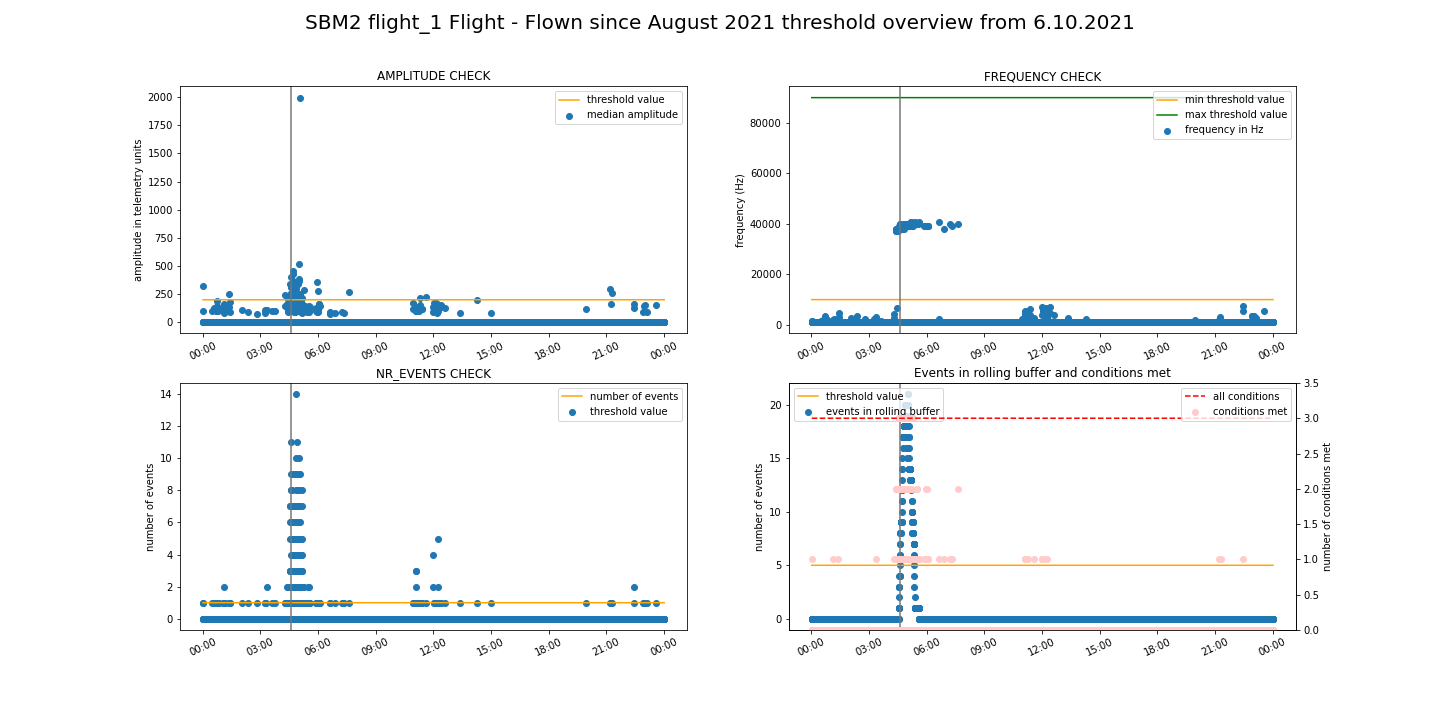 SBM2 flight_1 Flight - Flown since August 2021 threshold overview from 6.10.2021
AMPLITUDE CHECK
amplitude in telemetry units
2000
1750
1500
1250
1000
750
500
250
0
threshold value
median amplitude
00:00 03:00 06:00 09:00 12:00 15:00 18:00 21:00 00:00
FREQUENCY CHECK
frequency (Hz)
80000
60000
40000
20000
0
min threshold value
max threshold value
frequency in Hz
00:00 03:00 06:00 09:00 12:00 15:00 18:00 21:00 00:00
NR_EVENTS CHECK
number of events
14
12
10
8
6
4
2
0
number of events
threshold value
00:00 03:00 06:00 09:00 12:00 15:00 18:00 21:00 00:00
Events in rolling buffer and conditions met
number of events
20
15
10
5
0
threshold value
events in rolling buffer
all conditions
conditions met
3.5
3.0
2.5
2.0
1.5
1.0
0.5
0.0
number of conditions met
00:00 03:00 06:00 09:00 12:00 15:00 18:00 21:00 00:00